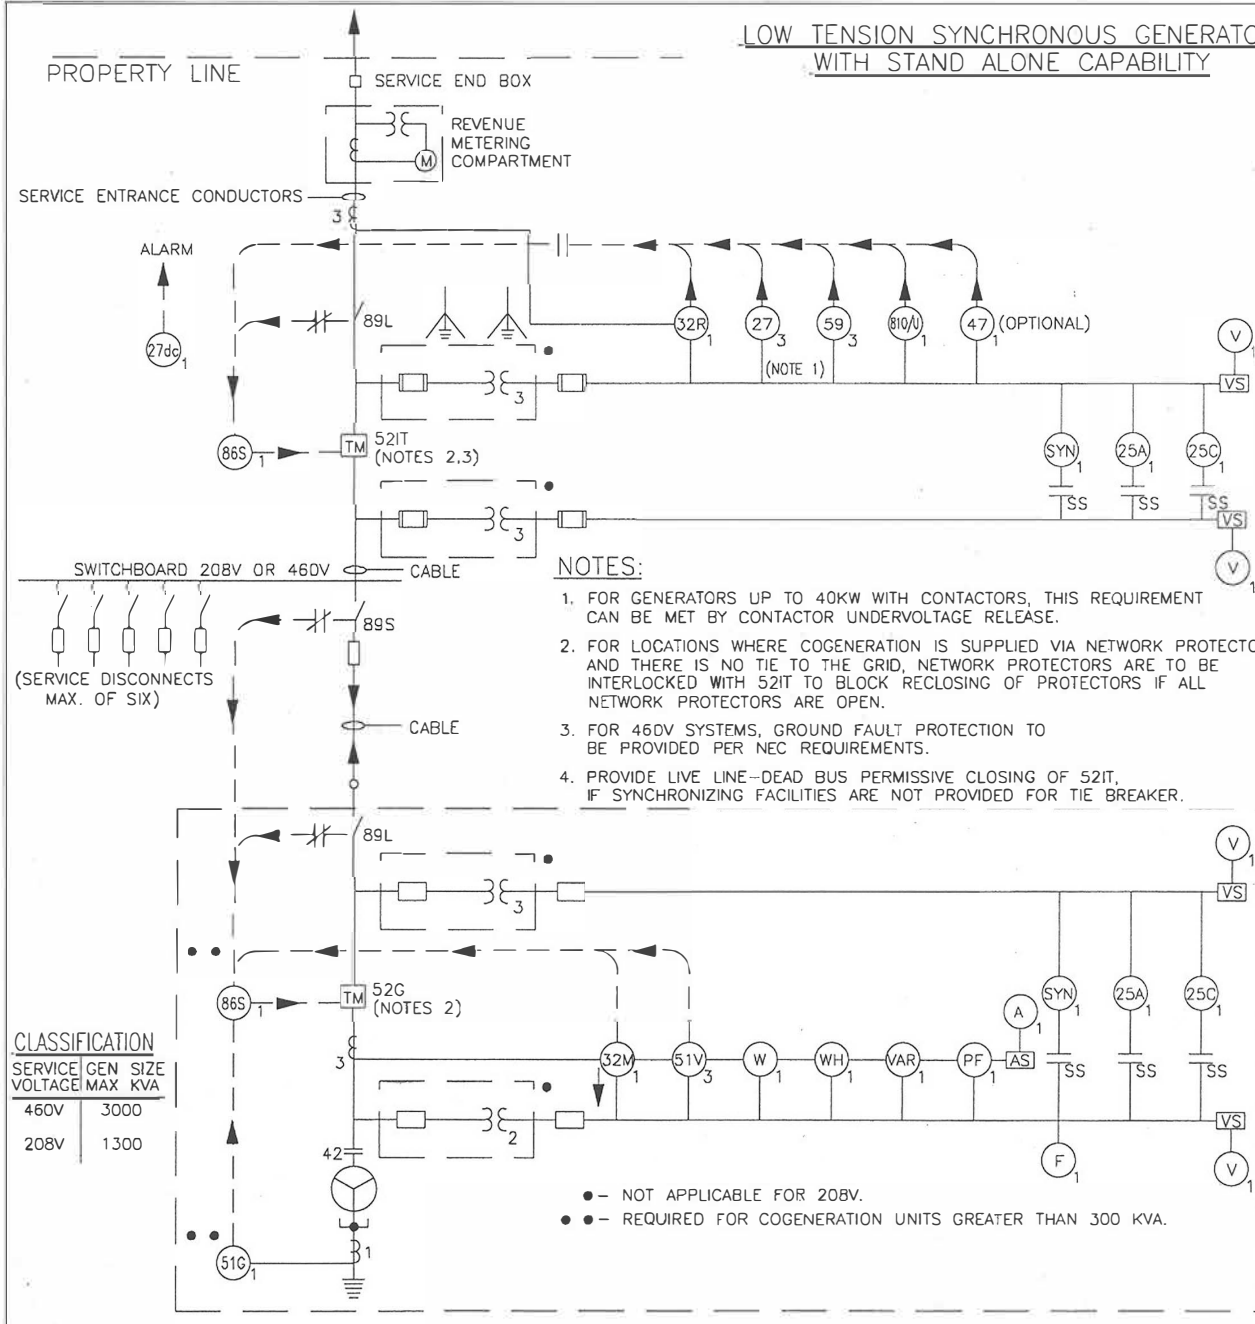 LOW TENSION SYNCHRONOUS GENERATO
WITH STAND ALONE CAPABILITY
PROPERTY LINE
SERVICE END BOX
REVENUE
METERING
COMPARTMENT
M
SERVICE ENTRANCE CONDUCTORS
3
ALARM
27dc 1
89L
32R 1
27 3
59 3
81O/U 1
47 1 (OPTIONAL)
V 1
(NOTE 1)
VS
3
86S 1
TM
52IT
(NOTES 2,3)
SYN 1
25A 1
25C 1
SS
SS
SS
3
VS
V 1
SWITCHBOARD 208V OR 460V
CABLE
89S
(SERVICE DISCONNECTS
MAX. OF SIX)
CABLE
NOTES:
1. FOR GENERATORS UP TO 40KW WITH CONTACTORS, THIS REQUIREMENT
CAN BE MET BY CONTACTOR UNDERVOLTAGE RELEASE.
2. FOR LOCATIONS WHERE COGENERATION IS SUPPLIED VIA NETWORK PROTECTO
AND THERE IS NO TIE TO THE GRID, NETWORK PROTECTORS ARE TO BE
INTERLOCKED WITH 52IT TO BLOCK RECLOSING OF PROTECTORS IF ALL
NETWORK PROTECTORS ARE OPEN.
3. FOR 460V SYSTEMS, GROUND FAULT PROTECTION TO
BE PROVIDED PER NEC REQUIREMENTS.
4. PROVIDE LIVE LINE-DEAD BUS PERMISSIVE CLOSING OF 52IT,
IF SYNCHRONIZING FACILITIES ARE NOT PROVIDED FOR TIE BREAKER.
89L
V 1
VS
3
86S 1
TM
52G
(NOTES 2)
SYN 1
25A 1
25C 1
A 1
3
32M 1
51V 3
W 1
WH 1
VAR 1
PF 1
AS
SS
SS
SS
CLASSIFICATION
SERVICE VOLTAGE GEN SIZE MAX KVA
460V 3000
208V 1300
2
VS
42
F 1
V 1
● - NOT APPLICABLE FOR 208V.
● ● - REQUIRED FOR COGENERATION UNITS GREATER THAN 300 KVA.
51G 1
1